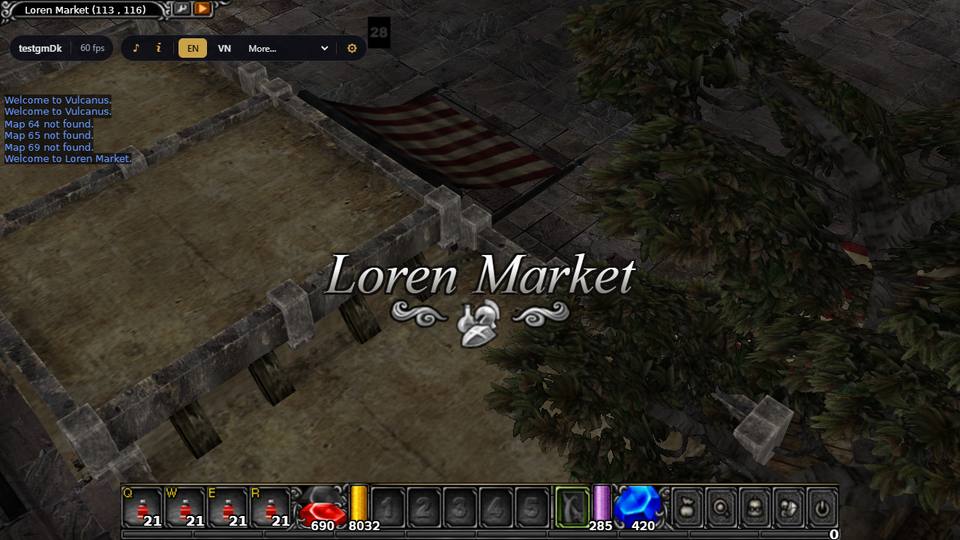 Loren Market (113 , 116)
testgmDk
60 fps
EN
VN
More...
28
Welcome to Vulcanus.
Welcome to Vulcanus.
Map 64 not found.
Map 65 not found.
Map 69 not found.
Welcome to Loren Market.
Loren Market
Q W E R
21 21 21 21 690 8032 1 2 3 4 5 285 420
0